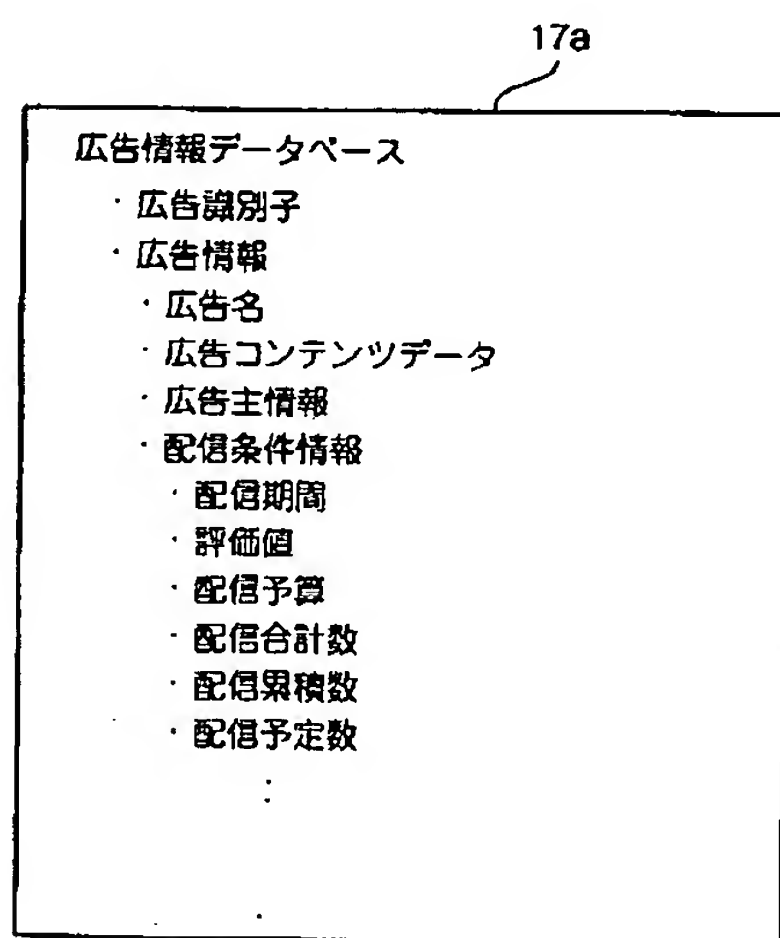 17a
広告情報データベース
・広告識別子
・広告情報
・広告名
・広告コンテンツデータ
・広告主情報
・配信条件情報
・配信期間
・評価値
・配信予算
・配信合計数
・配信累積数
・配信予定数
: